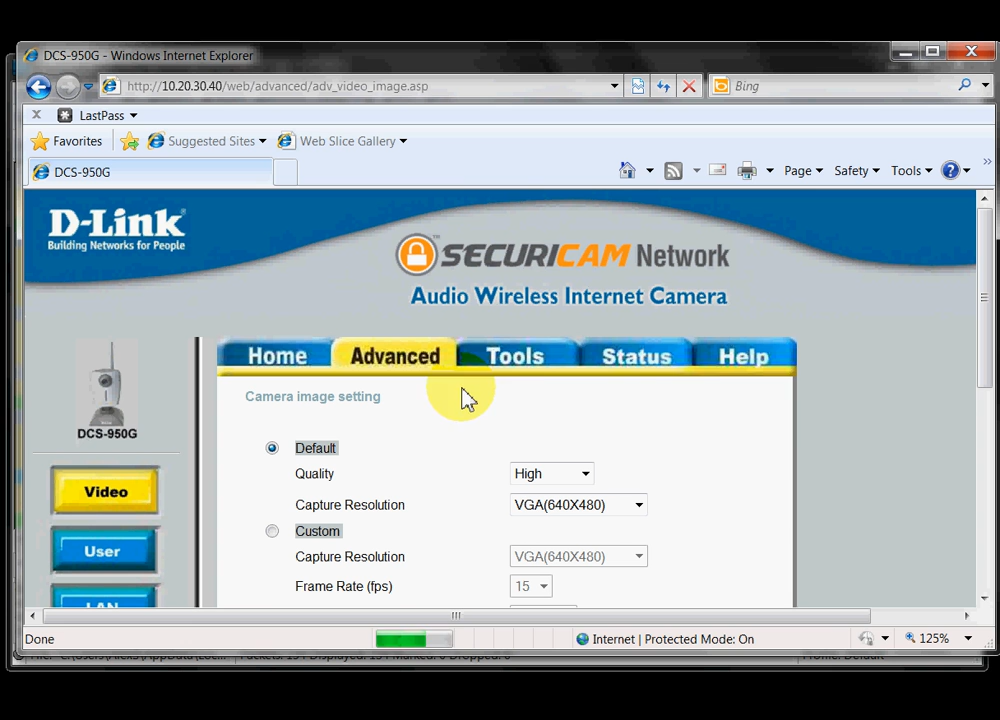 DCS-950G - Windows Internet Explorer
http://10.20.30.40/web/advanced/adv_video_image.asp
Bing
x LastPass
Favorites Suggested Sites Web Slice Gallery
DCS-950G
Page Safety Tools
D-Link
Building Networks for People
SECURICAM Network
™
Audio Wireless Internet Camera
Home Advanced Tools Status Help
Camera image setting
DCS-950G
Default
Quality High
Capture Resolution VGA(640X480)
Custom
Capture Resolution VGA(640X480)
Frame Rate (fps) 15
Video
User
LAN
Done
Internet | Protected Mode: On
125%